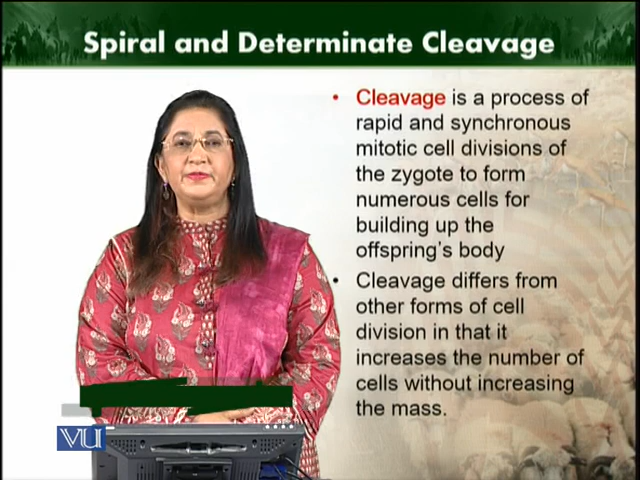 Spiral and Determinate Cleavage
• Cleavage is a process of
rapid and synchronous
mitotic cell divisions of
the zygote to form
numerous cells for
building up the
offspring's body
• Cleavage differs from
other forms of cell
division in that it
increases the number of
cells without increasing
the mass.
VU